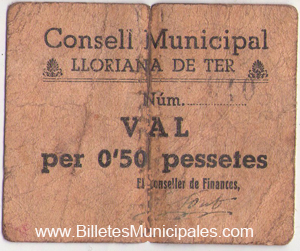 Consell Municipal
LLORIANA DE TER
Núm.
VAL
per 0'50 pessetes
El conseller de Finances,
www.BilletesMunicipales.com